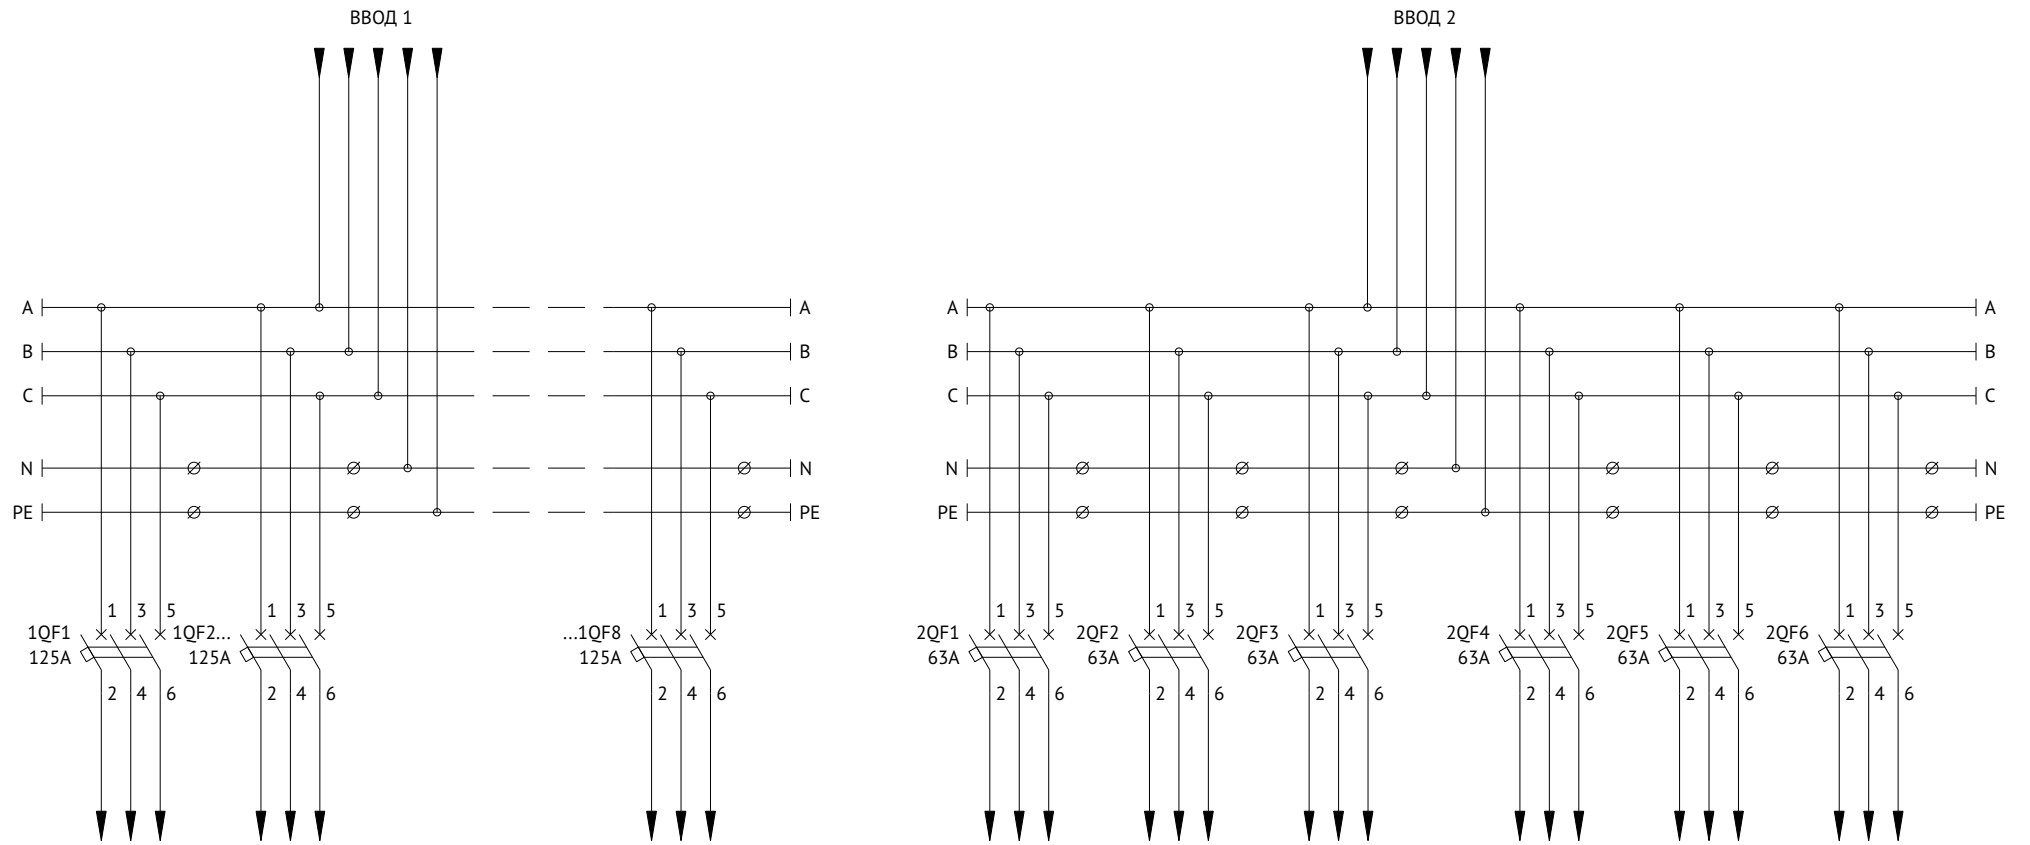 ВВОД 1 ВВОД 2
A A A A
B B B B
C C C C
N N N N
PE PE PE PE
1 3 5 1 3 5 1 3 5 1 3 5 1 3 5 1 3 5 1 3 5 1 3 5 1 3 5
1QF1 1QF2... ...1QF8 2QF1 2QF2 2QF3 2QF4 2QF5 2QF6
125A 125A 125A 63A 63A 63A 63A 63A 63A
2 4 6 2 4 6 2 4 6 2 4 6 2 4 6 2 4 6 2 4 6 2 4 6 2 4 6